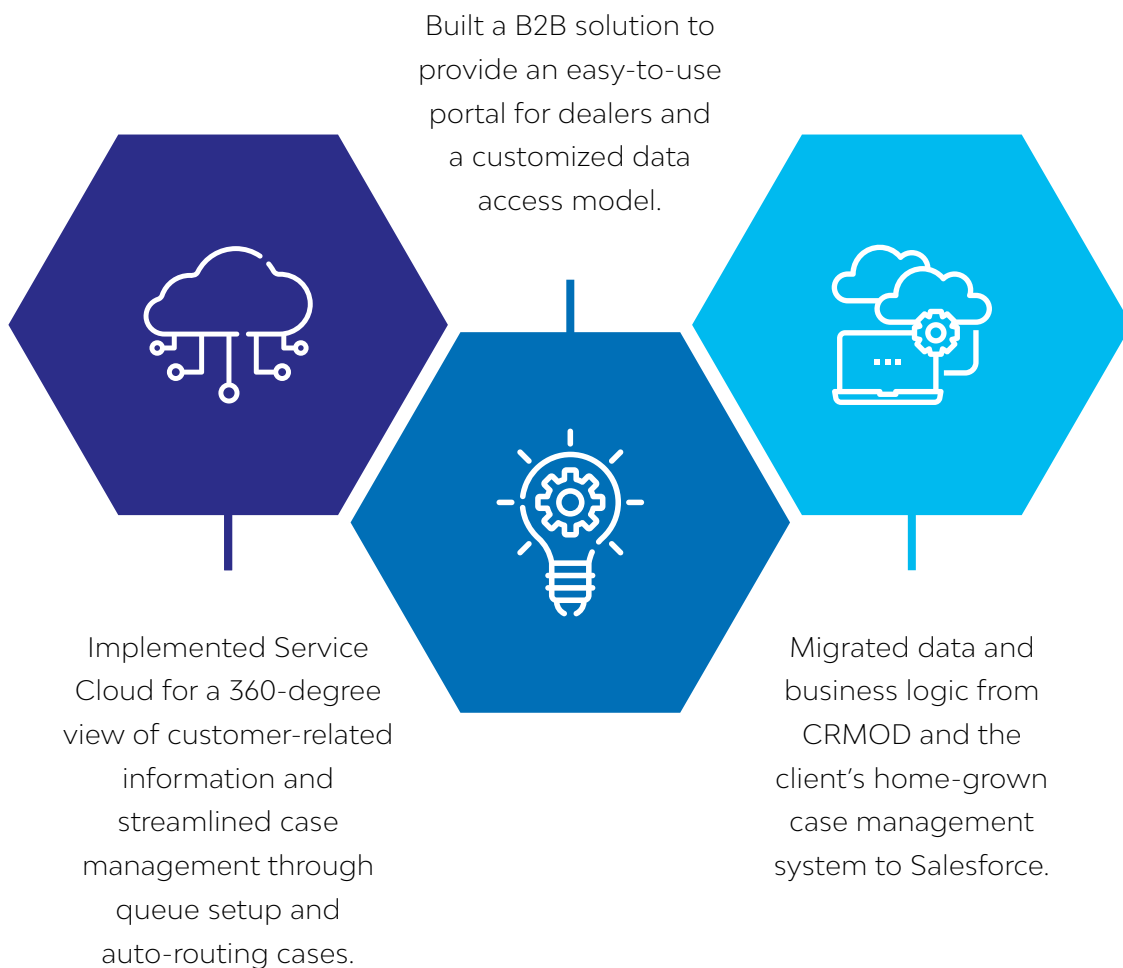 Built a B2B solution to
provide an easy-to-use
portal for dealers and
a customized data
access model.
Implemented Service
Cloud for a 360-degree
view of customer-related
information and
streamlined case
management through
queue setup and
auto-routing cases.
Migrated data and
business logic from
CRMOD and the
client’s home-grown
case management
system to Salesforce.